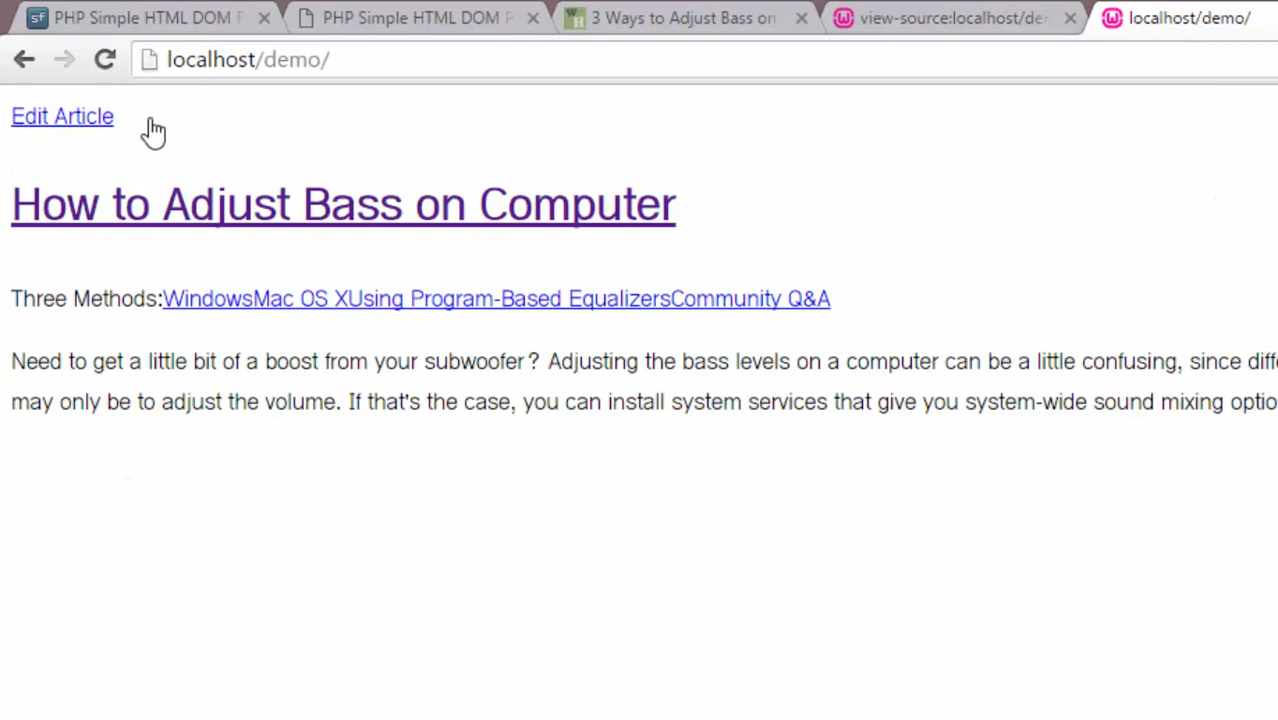 PHP Simple HTML DOM PHP Simple HTML DOM P 3 Ways to Adjust Bass on view-source:localhost/de localhost/demo/
localhost/demo/
Edit Article
How to Adjust Bass on Computer
Three Methods:WindowsMac OS XUsing Program-Based EqualizersCommunity Q&A
Need to get a little bit of a boost from your subwoofer? Adjusting the bass levels on a computer can be a little confusing, since diff
may only be to adjust the volume. If that's the case, you can install system services that give you system-wide sound mixing optio